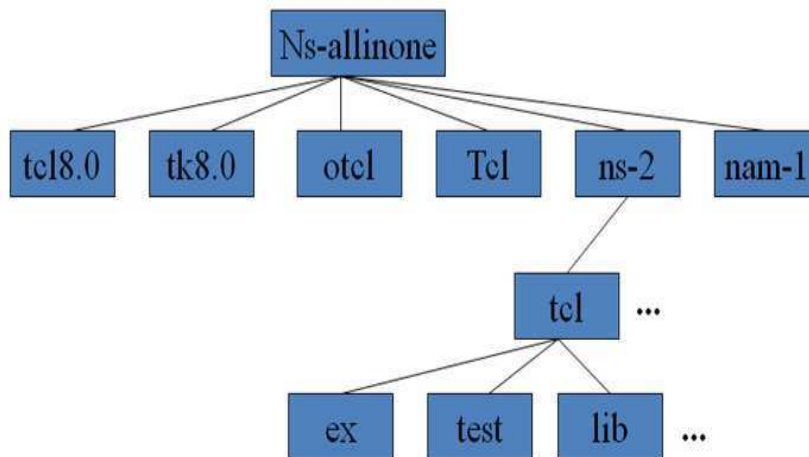 Ns-allinone
tcl8.0 tk8.0 otcl Tcl ns-2 nam-1
tcl ...
ex test lib ...